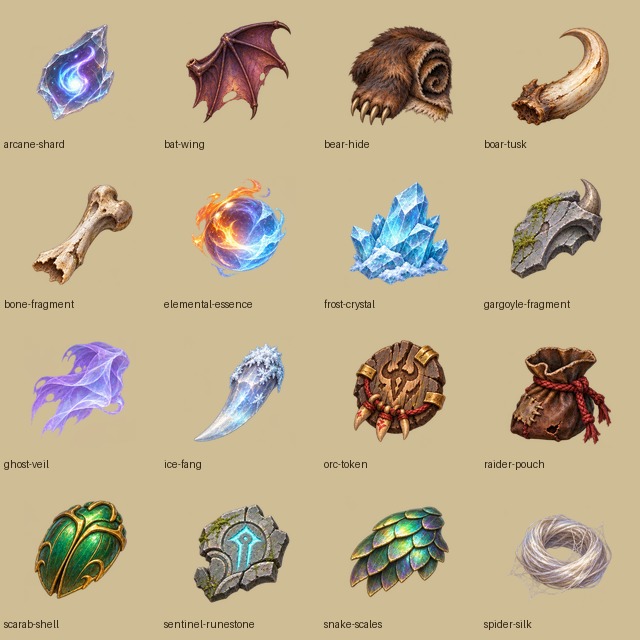 arcane-shard
bat-wing
bear-hide
boar-tusk
bone-fragment
elemental-essence
frost-crystal
gargoyle-fragment
ghost-veil
ice-fang
orc-token
raider-pouch
scarab-shell
sentinel-runestone
snake-scales
spider-silk